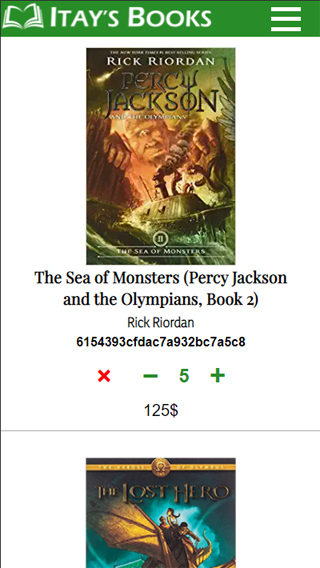 ITAY'S BOOKS
THE NEW YORK TIMES BEST-SELLING SERIES
RICK RIORDAN
PERCY
JACKSON
AND THE OLYMPIANS
II
THE SEA OF MONSTERS
The Sea of Monsters (Percy Jackson
and the Olympians, Book 2)
Rick Riordan
6154393cfdac7a932bc7a5c8
× − 5 +
125$
THE HEROES OF OLYMPUS
THE LOST HERO